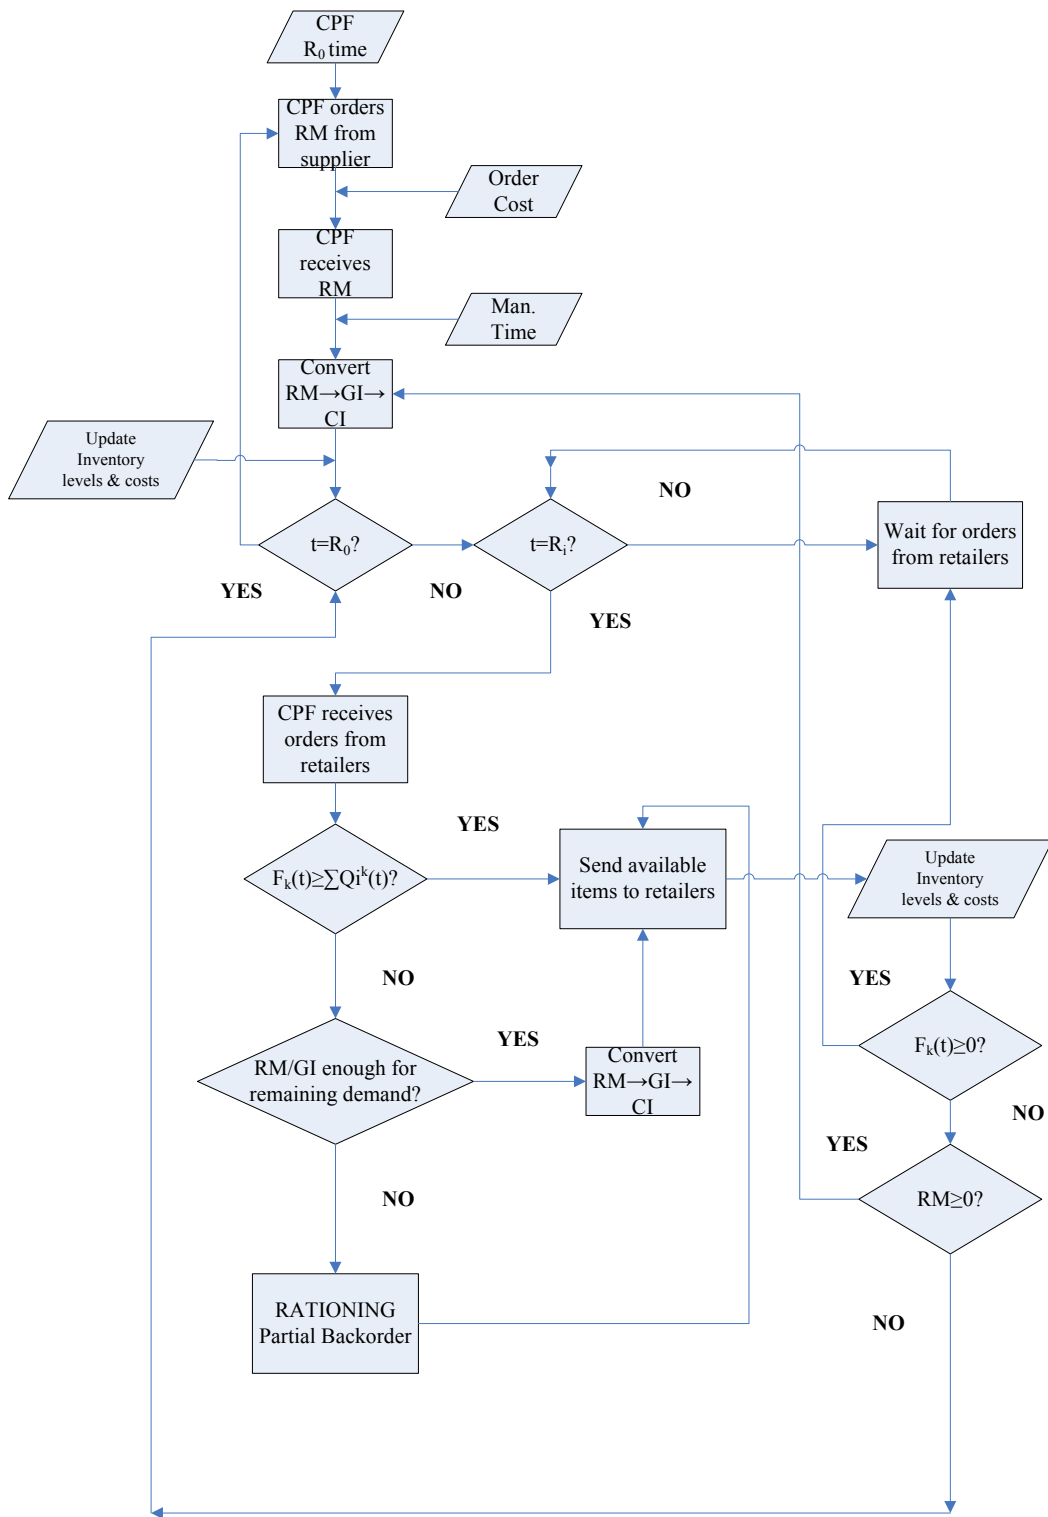 CPF
R₀ time
CPF orders
RM from
supplier
Order
Cost
CPF
receives
RM
Man.
Time
Convert
RM→GI→
CI
Update
Inventory
levels & costs
NO
t=R₀?
t=Rᵢ?
Wait for orders
from retailers
YES
NO
YES
CPF receives
orders from
retailers
YES
Fₖ(t)≥∑Qiᵏ(t)?
Send available
items to retailers
Update
Inventory
levels & costs
NO
YES
YES
RM/GI enough for
remaining demand?
Convert
RM→GI→
CI
Fₖ(t)≥0?
NO
YES
NO
RM≥0?
RATIONING
Partial Backorder
NO